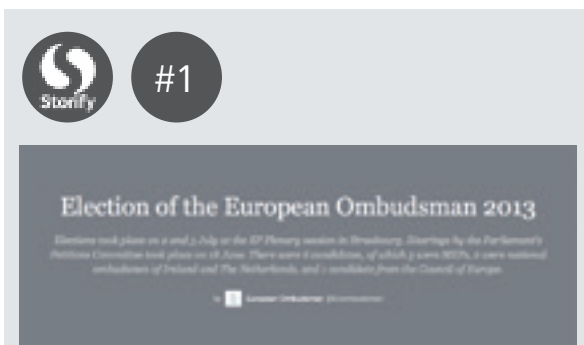 Storify
#1
Election of the European Ombudsman 2013
Elections took place on 2 and 3 July at the EP Plenary session in Strasbourg. Hearings by the Parliament's
Petitions Committee took place on 18 June. There were 6 candidates, of which 3 were MEPs, 2 were national
ombudsmen of Ireland and The Netherlands, and 1 candidate from the Council of Europe.
by European Ombudsman